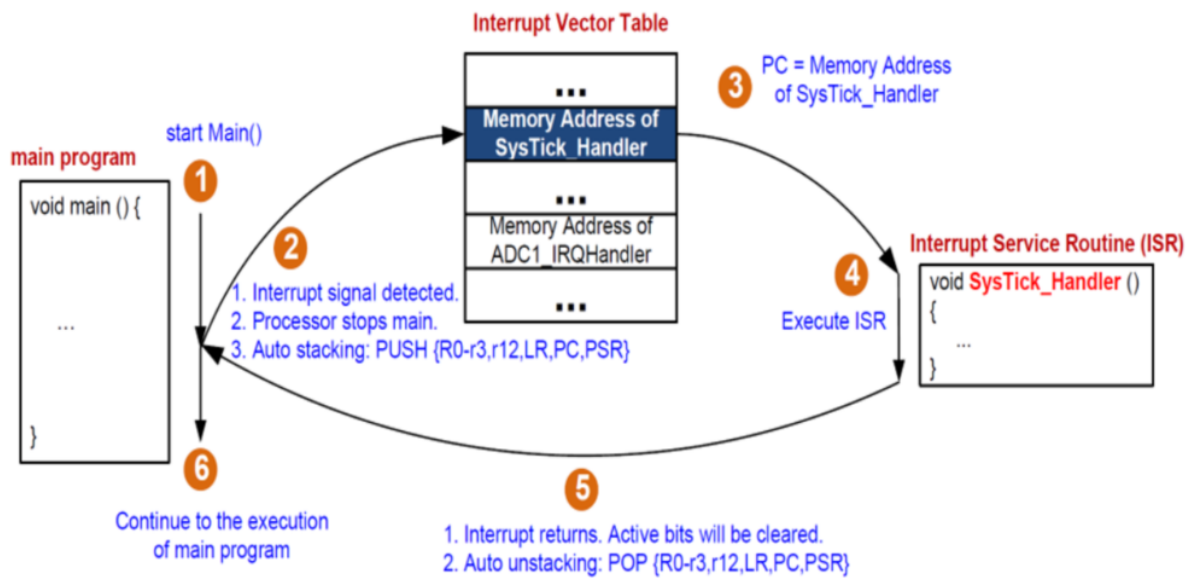 Interrupt Vector Table
...
Memory Address of
SysTick_Handler
...
Memory Address of
ADC1_IRQHandler
...
3
PC = Memory Address
of SysTick_Handler
start Main()
main program
1
void main () {
...
}
2
1. Interrupt signal detected.
2. Processor stops main.
3. Auto stacking: PUSH {R0-r3,r12,LR,PC,PSR}
4
Execute ISR
Interrupt Service Routine (ISR)
void SysTick_Handler ()
{
...
}
5
1. Interrupt returns. Active bits will be cleared.
2. Auto unstacking: POP {R0-r3,r12,LR,PC,PSR}
6
Continue to the execution
of main program